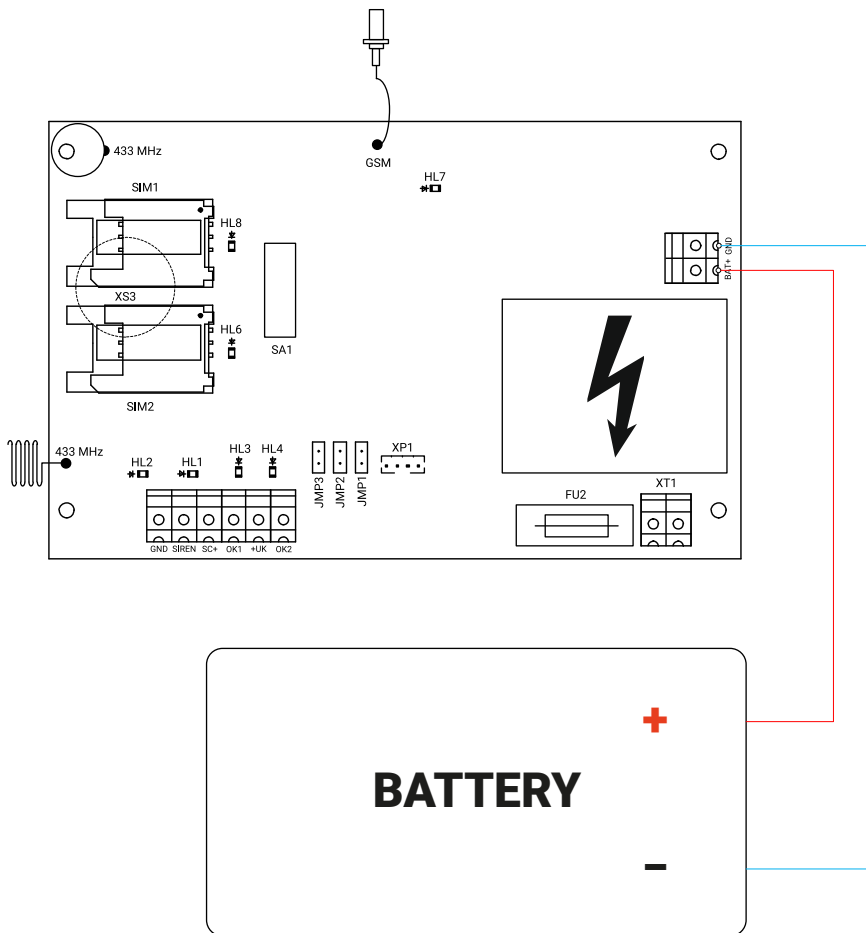 433 MHz
GSM
HL7
SIM1
HL8
GND
BAT+
XS3
HL6
SA1
SIM2
433 MHz
HL2
HL1
HL3
HL4
JMP3
JMP2
JMP1
XP1
FU2
XT1
GND SIREN SC+ OK1 +UK OK2
+
BATTERY
−